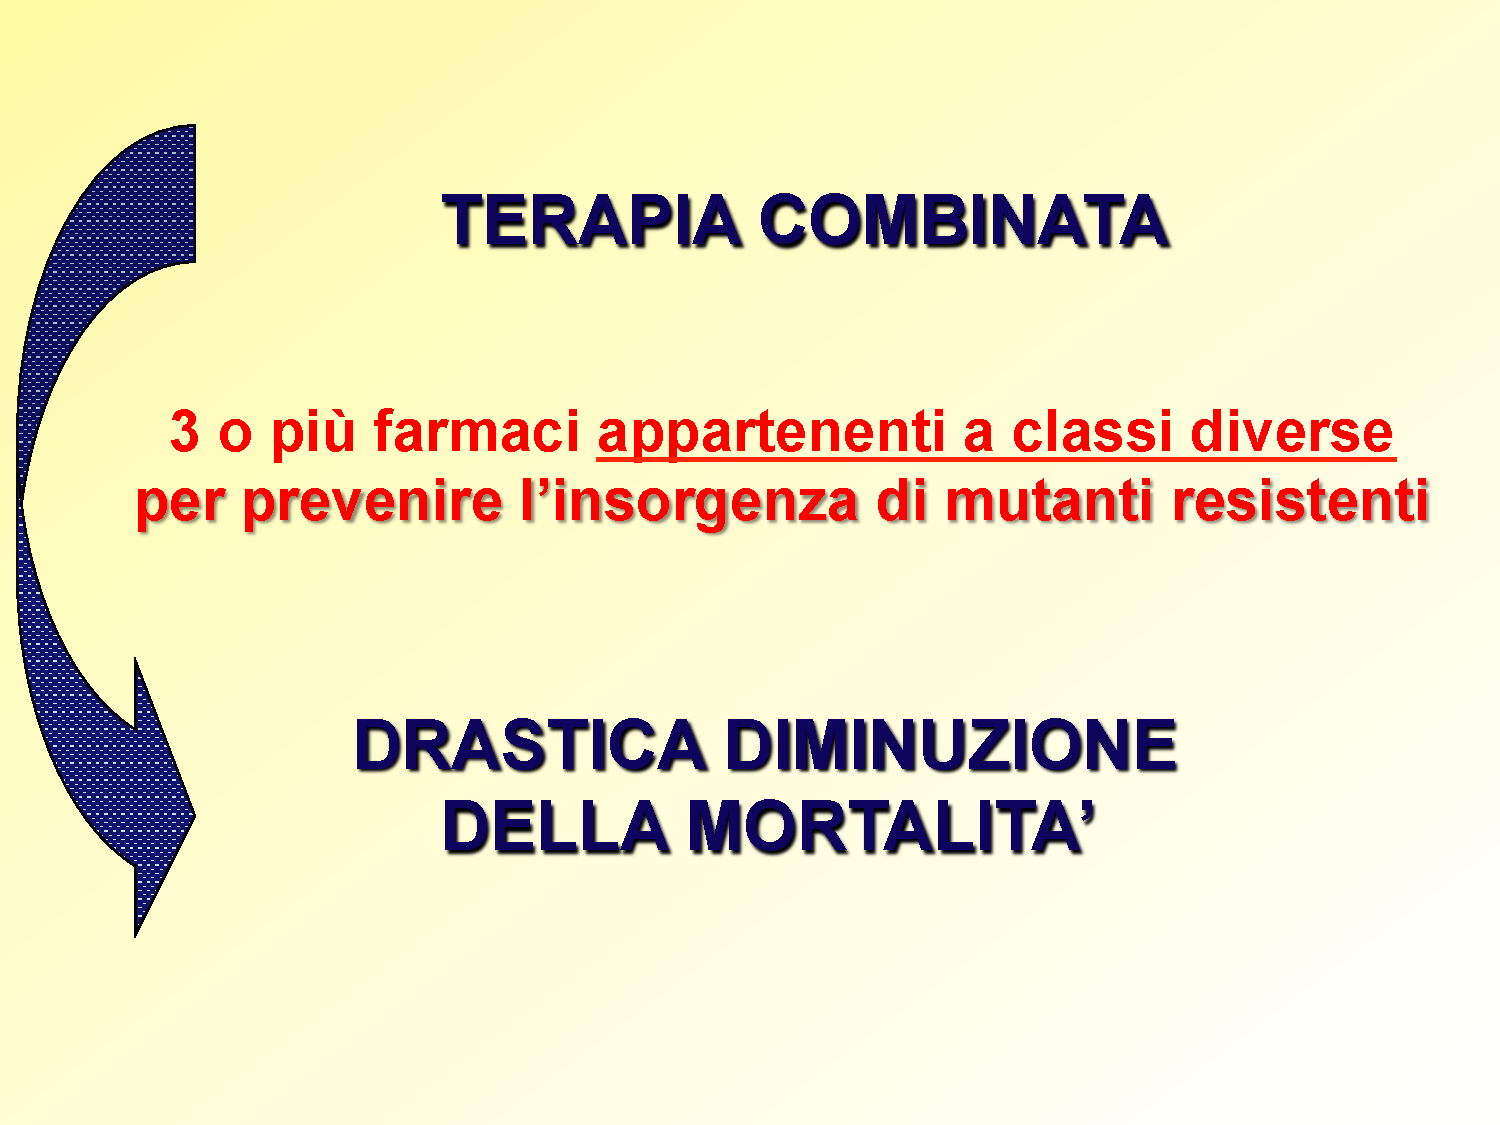 TERAPIA COMBINATA
3 o più farmaci appartenenti a classi diverse
per prevenire l’insorgenza di mutanti resistenti
DRASTICA DIMINUZIONE
DELLA MORTALITA’